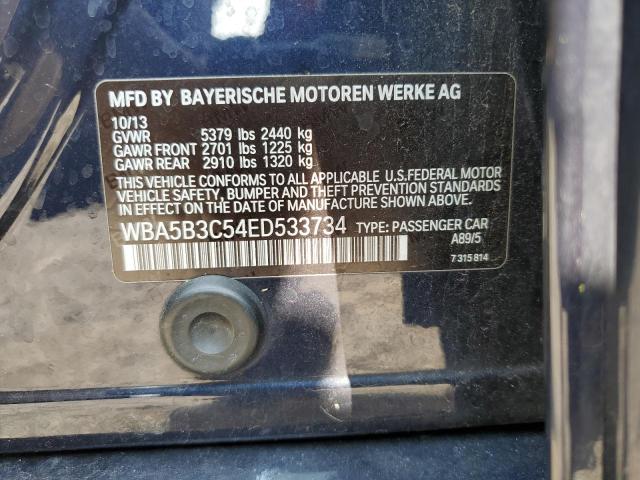 MFD BY BAYERISCHE MOTOREN WERKE AG
10/13
GVWR 5379 lbs 2440 kg
GAWR FRONT 2701 lbs 1225 kg
GAWR REAR 2910 lbs 1320 kg
THIS VEHICLE CONFORMS TO ALL APPLICABLE U.S.FEDERAL MOTOR
VEHICLE SAFETY, BUMPER AND THEFT PREVENTION STANDARDS
IN EFFECT ON THE DATE OF MANUFACTURE SHOWN ABOVE.
WBA5B3C54ED533734 TYPE: PASSENGER CAR
A89/5
7 315 814